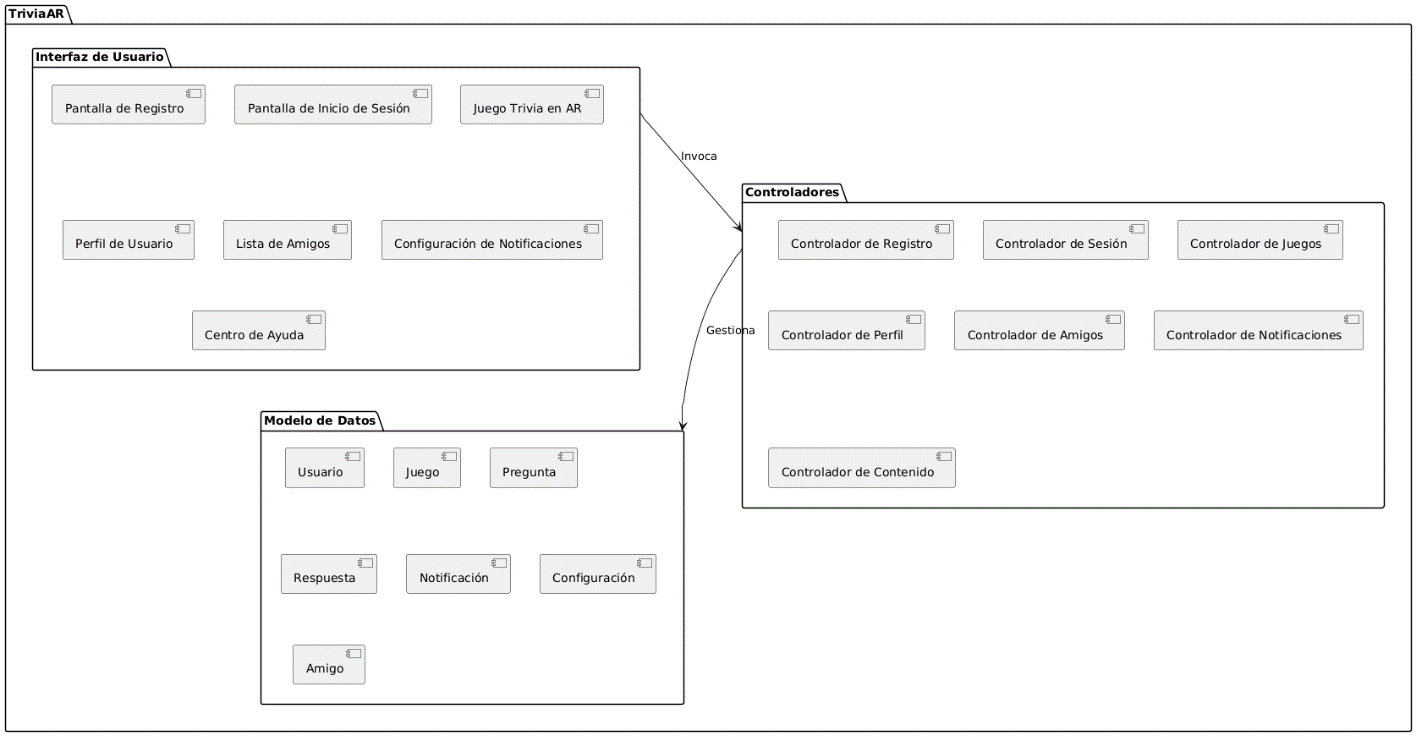 TriviaAR
Interfaz de Usuario
Pantalla de Registro
Pantalla de Inicio de Sesión
Juego Trivia en AR
Perfil de Usuario
Lista de Amigos
Configuración de Notificaciones
Centro de Ayuda
Invoca
Controladores
Controlador de Registro
Controlador de Sesión
Controlador de Juegos
Controlador de Perfil
Controlador de Amigos
Controlador de Notificaciones
Controlador de Contenido
Gestiona
Modelo de Datos
Usuario
Juego
Pregunta
Respuesta
Notificación
Configuración
Amigo